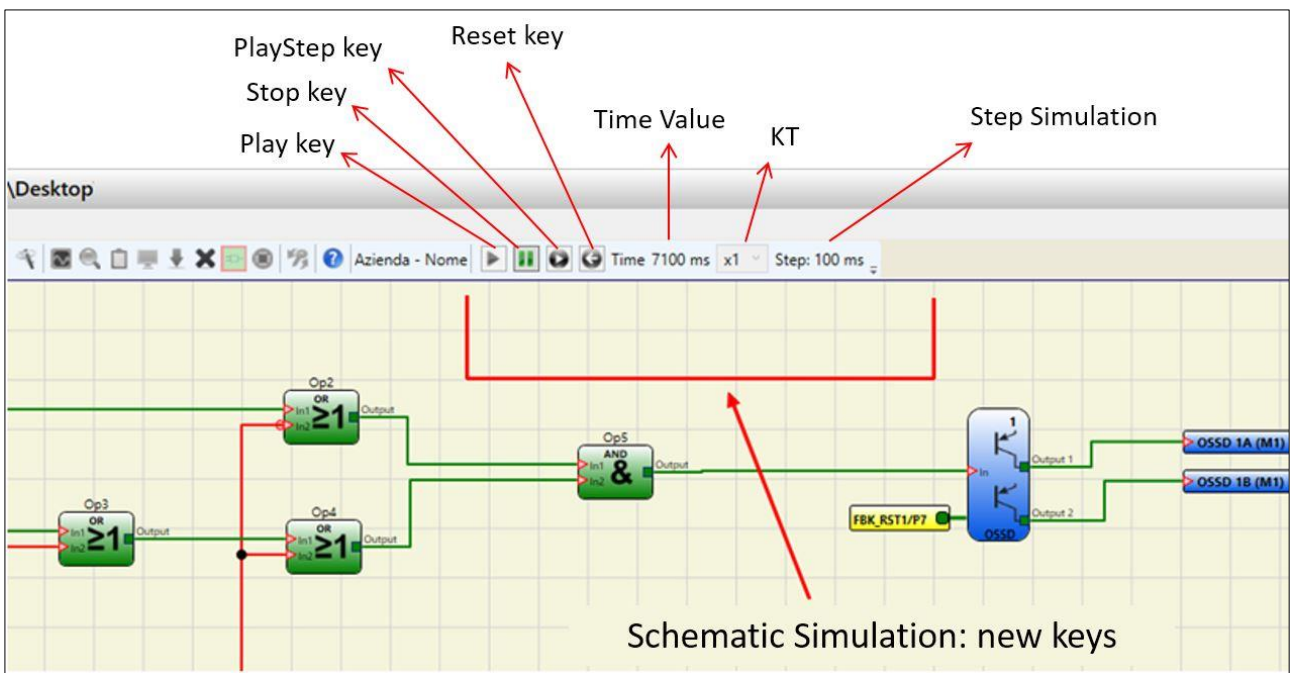 PlayStep key
Reset key
Stop key
Play key
Time Value
KT
Step Simulation
\Desktop
Azienda - Nome
Time 7100 ms
x1
Step: 100 ms
Op2
OR
In1
In2
≥1
Output
Op3
OR
In1
In2
≥1
Output
Op4
OR
In1
In2
≥1
Output
Op5
AND
In1
In2
&
Output
1
In
Output 1
Output 2
OSSD
FBK_RST1/P7
OSSD 1A (M1)
OSSD 1B (M1)
Schematic Simulation: new keys